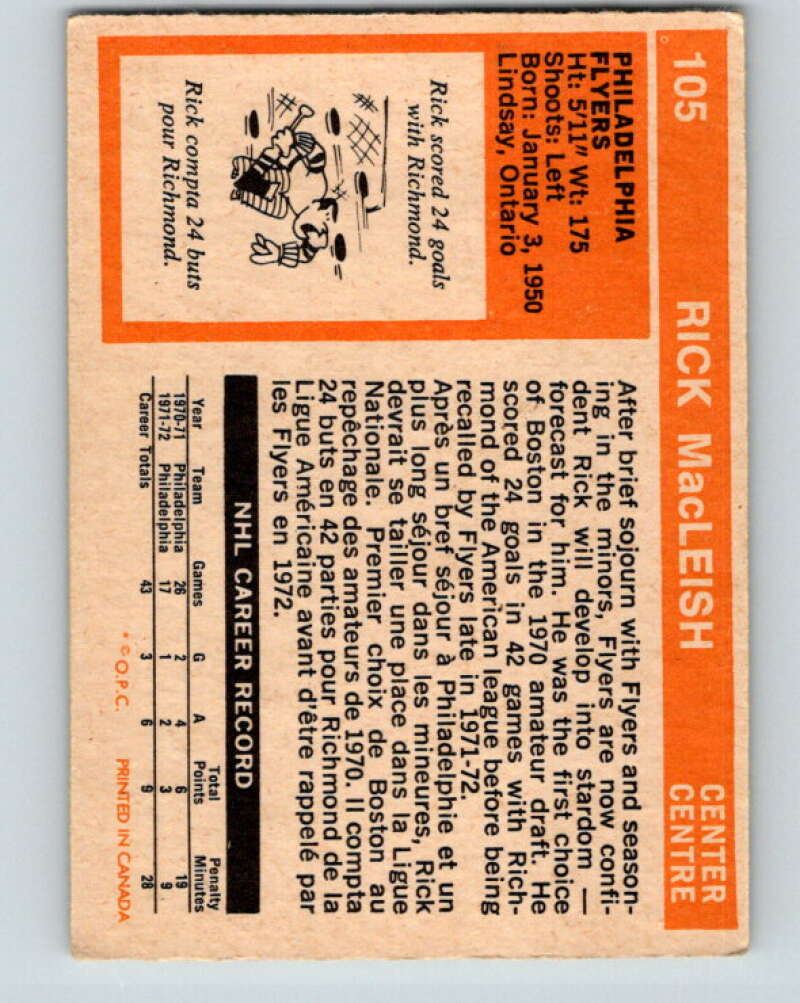 105
RICK MacLEISH
CENTER
CENTRE
PHILADELPHIA
FLYERS
Ht: 5'11" Wt: 175
Shoots: Left
Born: January 3, 1950
Lindsay, Ontario
Rick scored 24 goals
with Richmond.
Rick compta 24 buts
pour Richmond.
After brief sojourn with Flyers and season-
ing in the minors, Flyers are now confi-
dent Rick will develop into stardom —
forecast for him. He was the first choice
of Boston in the 1970 amateur draft. He
scored 24 goals in 42 games with Rich-
mond of the American league before being
recalled by Flyers late in 1971-72.
Après un bref séjour à Philadelphie et un
plus long séjour dans les mineures, Rick
devrait se tailler une place dans la Ligue
Nationale. Premier choix de Boston au
repêchage des amateurs de 1970. Il compta
24 buts en 42 parties pour Richmond de la
Ligue Américaine avant d'être rappelé par
les Flyers en 1972.
NHL CAREER RECORD
Year Team Games G A Total Points Penalty Minutes
1970-71 Philadelphia 26 2 4 6 19
1971-72 Philadelphia 17 1 2 3 9
Career Totals 43 3 6 9 28
* © O.P.C. PRINTED IN CANADA